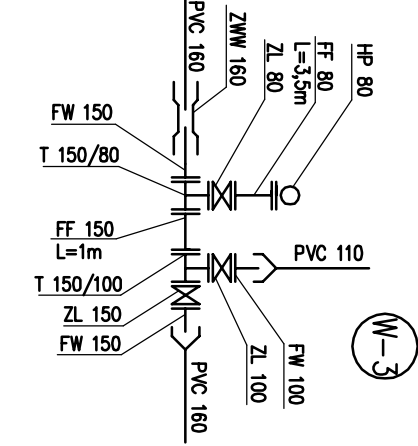 PVC 160
ZWW 160
ZL 80
FF 80
L=3,5m
HP 80
FW 150
T 150/80
FF 150
L=1m
PVC 110
T 150/100
ZL 150
FW 150
PVC 160
ZL 100
FW 100
W-3